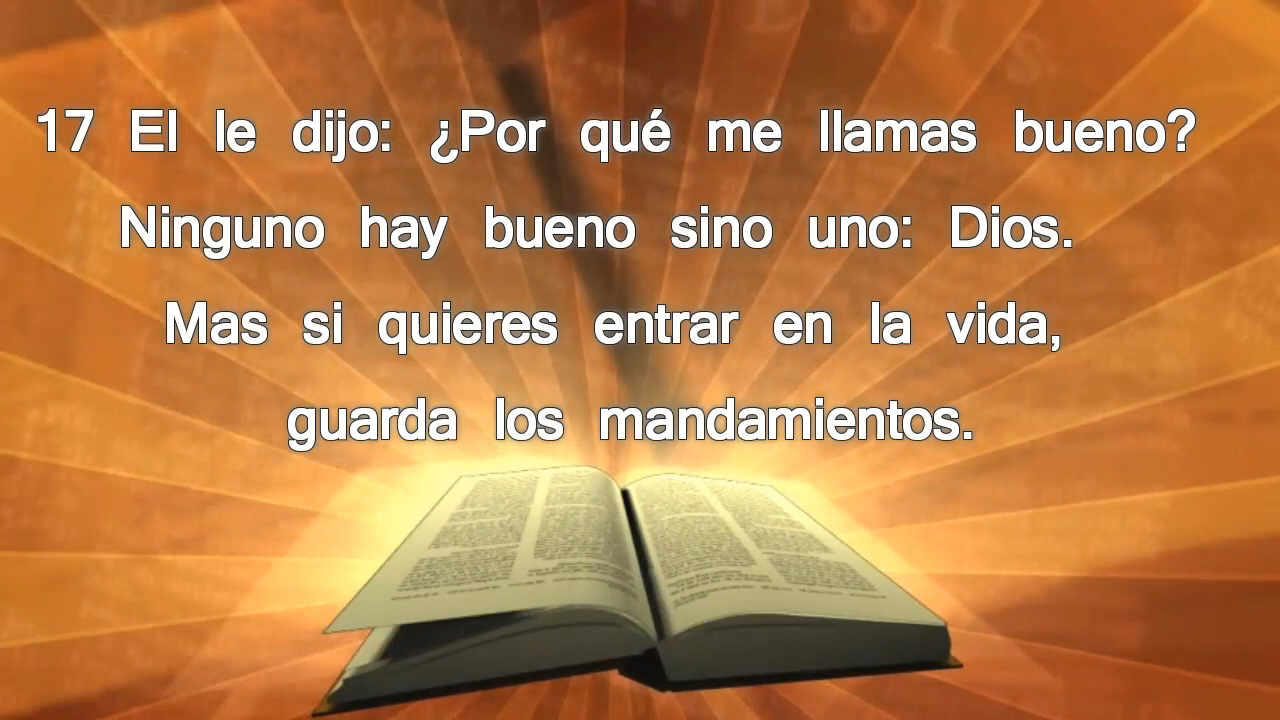 17 El le dijo: ¿Por qué me llamas bueno?
Ninguno hay bueno sino uno: Dios.
Mas si quieres entrar en la vida,
guarda los mandamientos.